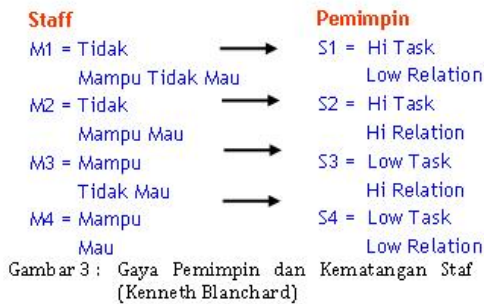 Staff Pemimpin
M1 = Tidak S1 = Hi Task
Mampu Tidak Mau Low Relation
M2 = Tidak S2 = Hi Task
Mampu Mau Hi Relation
M3 = Mampu S3 = Low Task
Tidak Mau Hi Relation
M4 = Mampu S4 = Low Task
Mau Low Relation
Gambar 3 : Gaya Pemimpin dan Kematangan Staf
(Kenneth Blanchard)